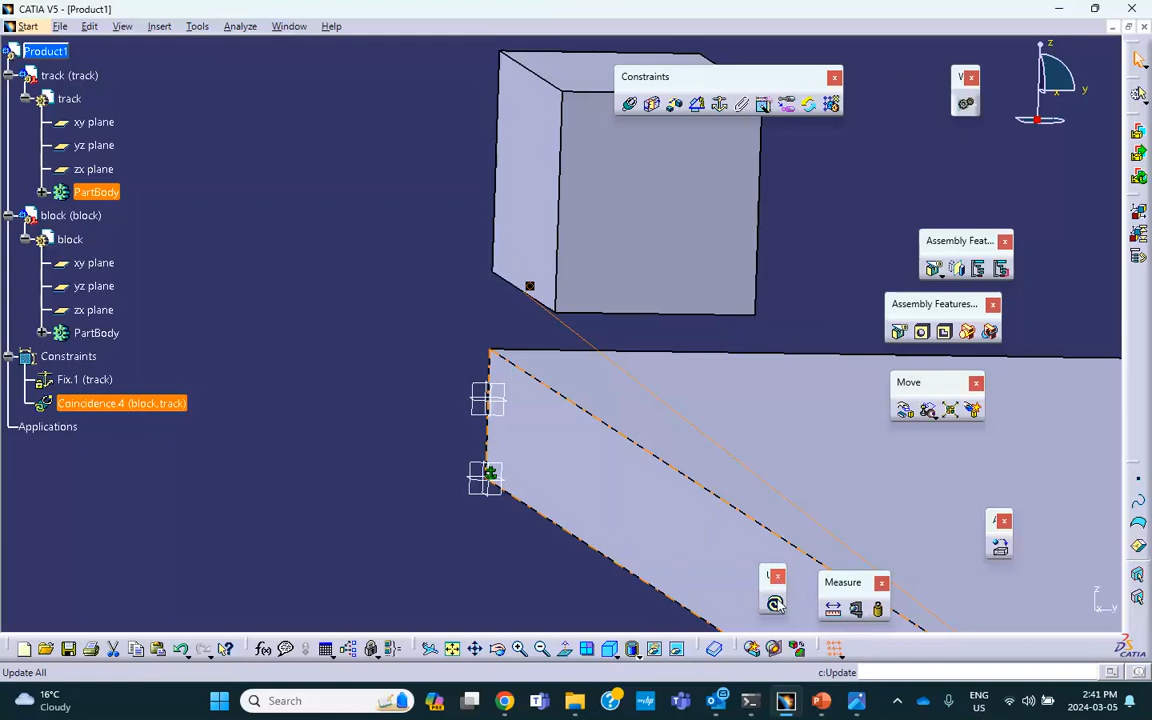 CATIA V5 - [Product1]
Start File Edit View Insert Tools Analyze Window Help
Product1
track (track)
track
xy plane
yz plane
zx plane
PartBody
block (block)
block
xy plane
yz plane
zx plane
PartBody
Constraints
Fix.1 (track)
Coincidence.4 (block,track)
Applications
Constraints
z
x
y
Assembly Feat...
Assembly Features...
Move
Measure
z
x y
CATIA
Update All
c:Update
16°C
Cloudy
Search
ENG
US
2:41 PM
2024-03-05